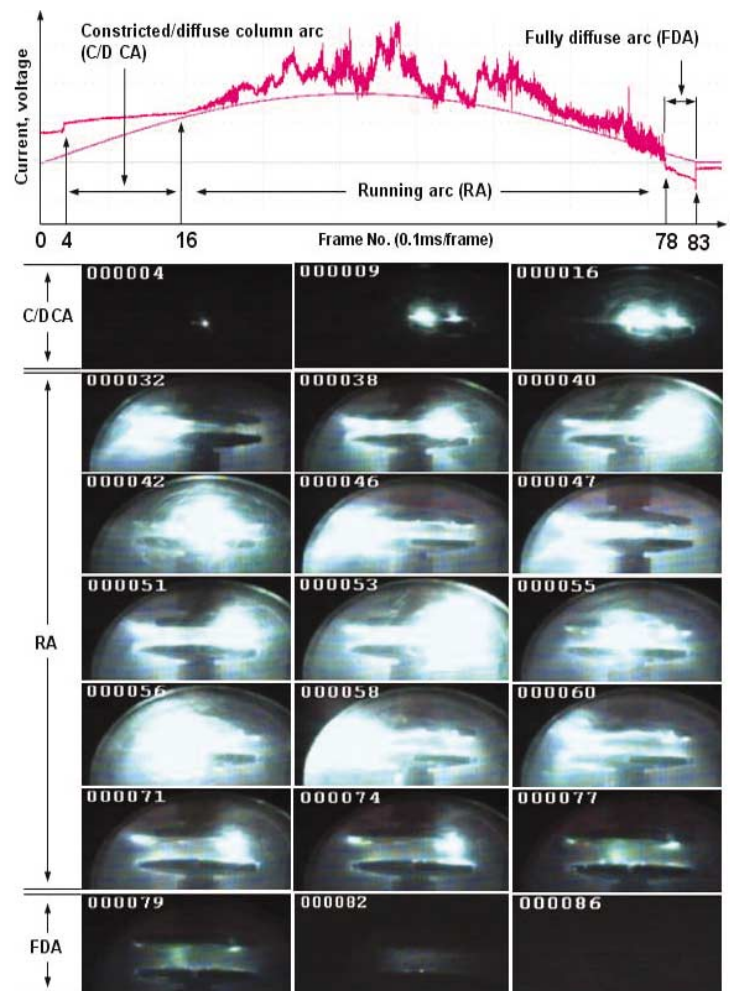 Constricted/diffuse column arc
(C/D CA)
Fully diffuse arc (FDA)
Current, voltage
Running arc (RA)
0 4 16 Frame No. (0.1ms/frame) 78 83
C/D CA
000004 000009 000016
RA
000032 000038 000040
000042 000046 000047
000051 000053 000055
000056 000058 000060
000071 000074 000077
FDA
000079 000082 000086